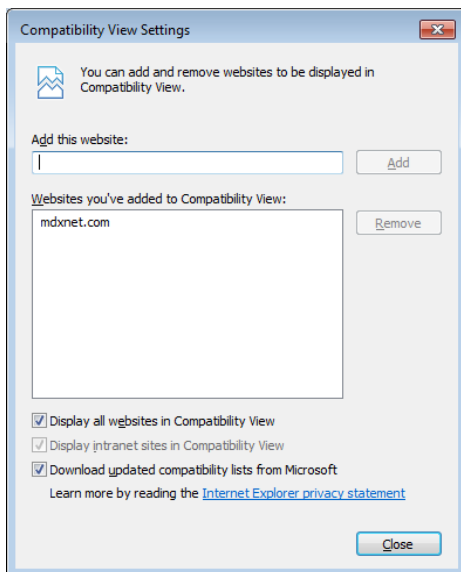 Compatibility View Settings
You can add and remove websites to be displayed in
Compatibility View.
Add this website:
Add
Websites you've added to Compatibility View:
mdxnet.com
Remove
Display all websites in Compatibility View
Display intranet sites in Compatibility View
Download updated compatibility lists from Microsoft
Learn more by reading the Internet Explorer privacy statement
Close